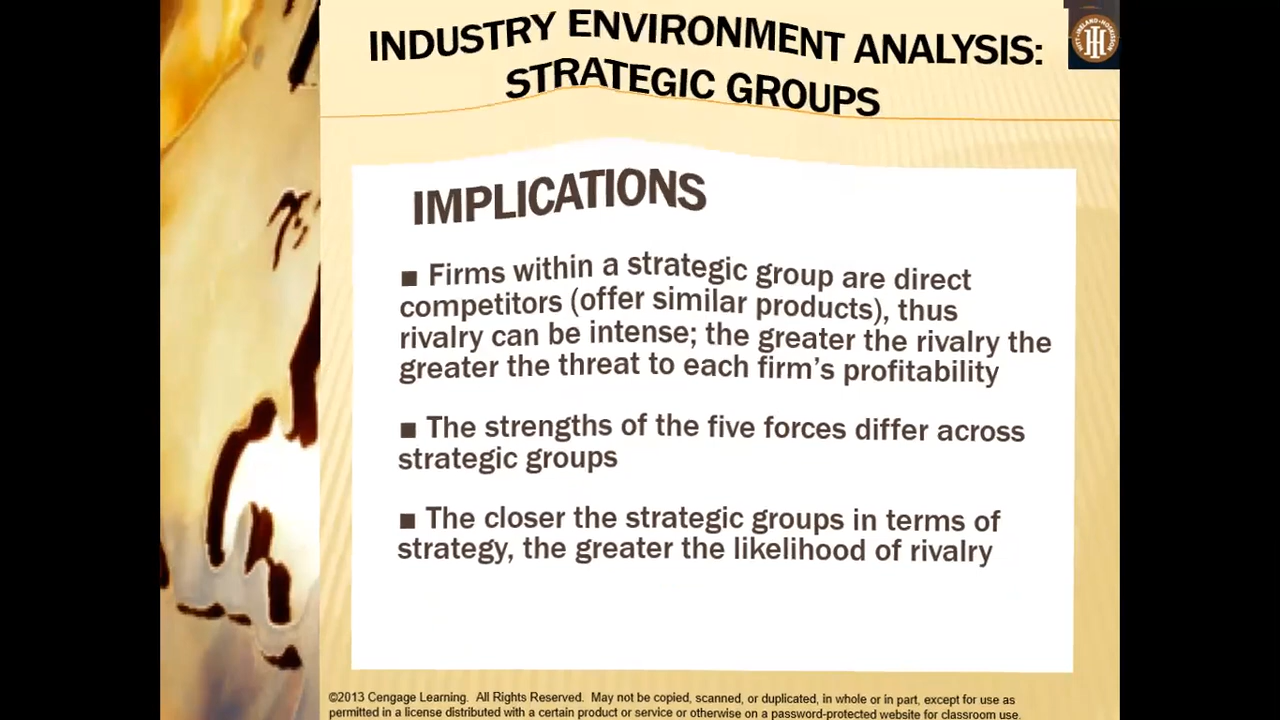 INDUSTRY ENVIRONMENT ANALYSIS:
STRATEGIC GROUPS
IMPLICATIONS
■ Firms within a strategic group are direct
competitors (offer similar products), thus
rivalry can be intense; the greater the rivalry the
greater the threat to each firm’s profitability
■ The strengths of the five forces differ across
strategic groups
■ The closer the strategic groups in terms of
strategy, the greater the likelihood of rivalry
©2013 Cengage Learning. All Rights Reserved. May not be copied, scanned, or duplicated, in whole or in part, except for use as
permitted in a license distributed with a certain product or service or otherwise on a password-protected website for classroom use.